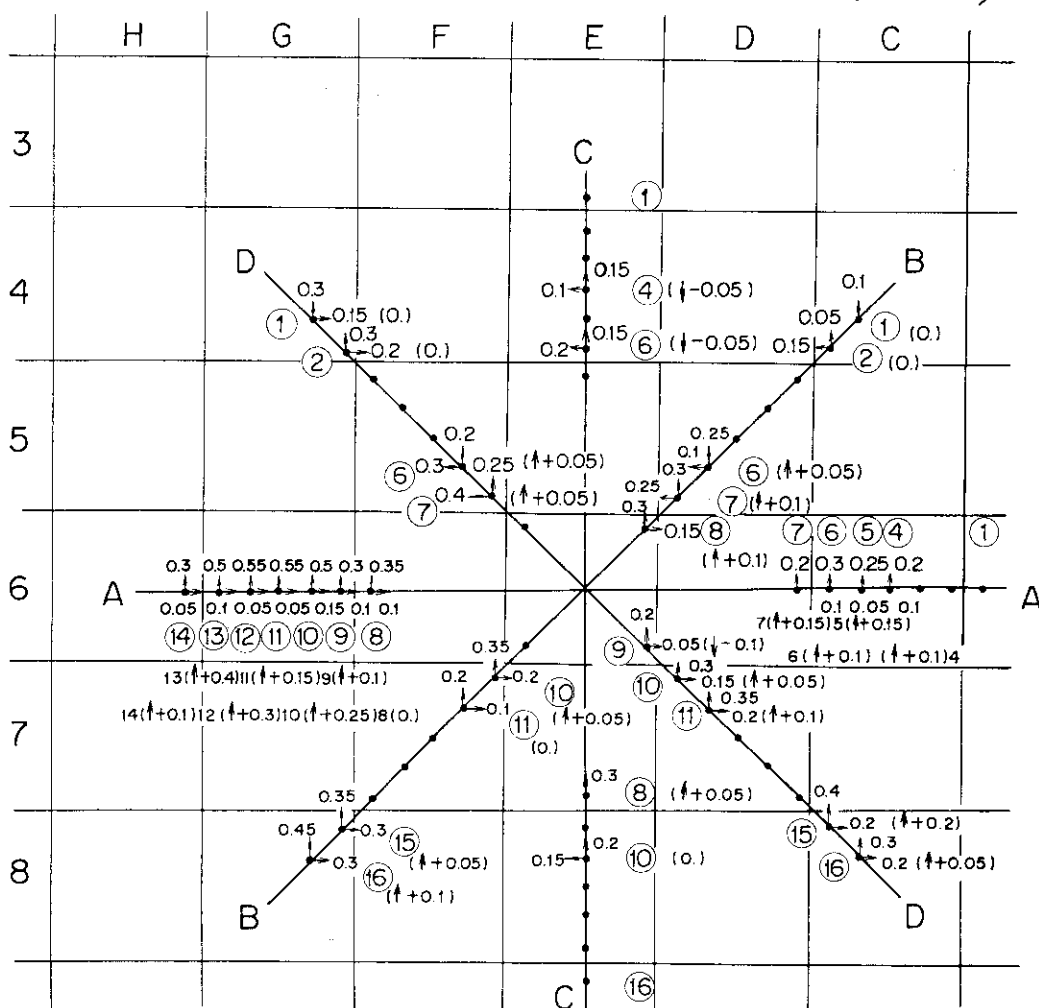 H G F E D C
3
C
①
D
B
4
0.3
0.15
0.1
0.1 ④ (↓-0.05)
① 0.15 (0.)
0.3
0.15
0.05
① (0.)
② 0.2 (0.)
0.2 ⑥ (↓-0.05)
0.15 ② (0.)
5
0.2
0.25
⑥ 0.3 0.25 (↑+0.05)
0.1 ⑥ (↑+0.05)
0.3
⑦ 0.4 (↑+0.05)
0.25 ⑦ (↑+0.1)
0.3
0.15 ⑧ ⑦ ⑥ ⑤ ④ ①
(↑+0.1)
0.3 0.5 0.55 0.55 0.5 0.3 0.35
0.2 0.3 0.25 0.2
6 A A
0.05 0.1 0.05 0.05 0.15 0.1 0.1
0.1 0.05 0.1
⑭ ⑬ ⑫ ⑪ ⑩ ⑨ ⑧
7(↑+0.15)5(↑+0.15)
6(↑+0.1) (↑+0.1)4
0.2
⑨ 0.05(↓-0.1)
0.35
0.3
13(↑+0.4)11(↑+0.15)9(↑+0.1)
0.2 0.2 ⑩ (↑+0.05)
⑩ 0.15 (↑+0.05)
0.35
14(↑+0.1)12(↑+0.3)10(↑+0.25)8(0.)
0.1 ⑪ (0.)
⑪ 0.2(↑+0.1)
7
0.3 ⑧ (↑+0.05)
0.35
0.4
0.45 0.3 ⑮ (↑+0.05)
0.2
⑮ 0.2 (↑+0.2)
0.3
8
0.3 ⑯ (↑+0.1)
0.15 ⑩ (0.)
⑯ 0.2 (↑+0.05)
B
D
C ⑯